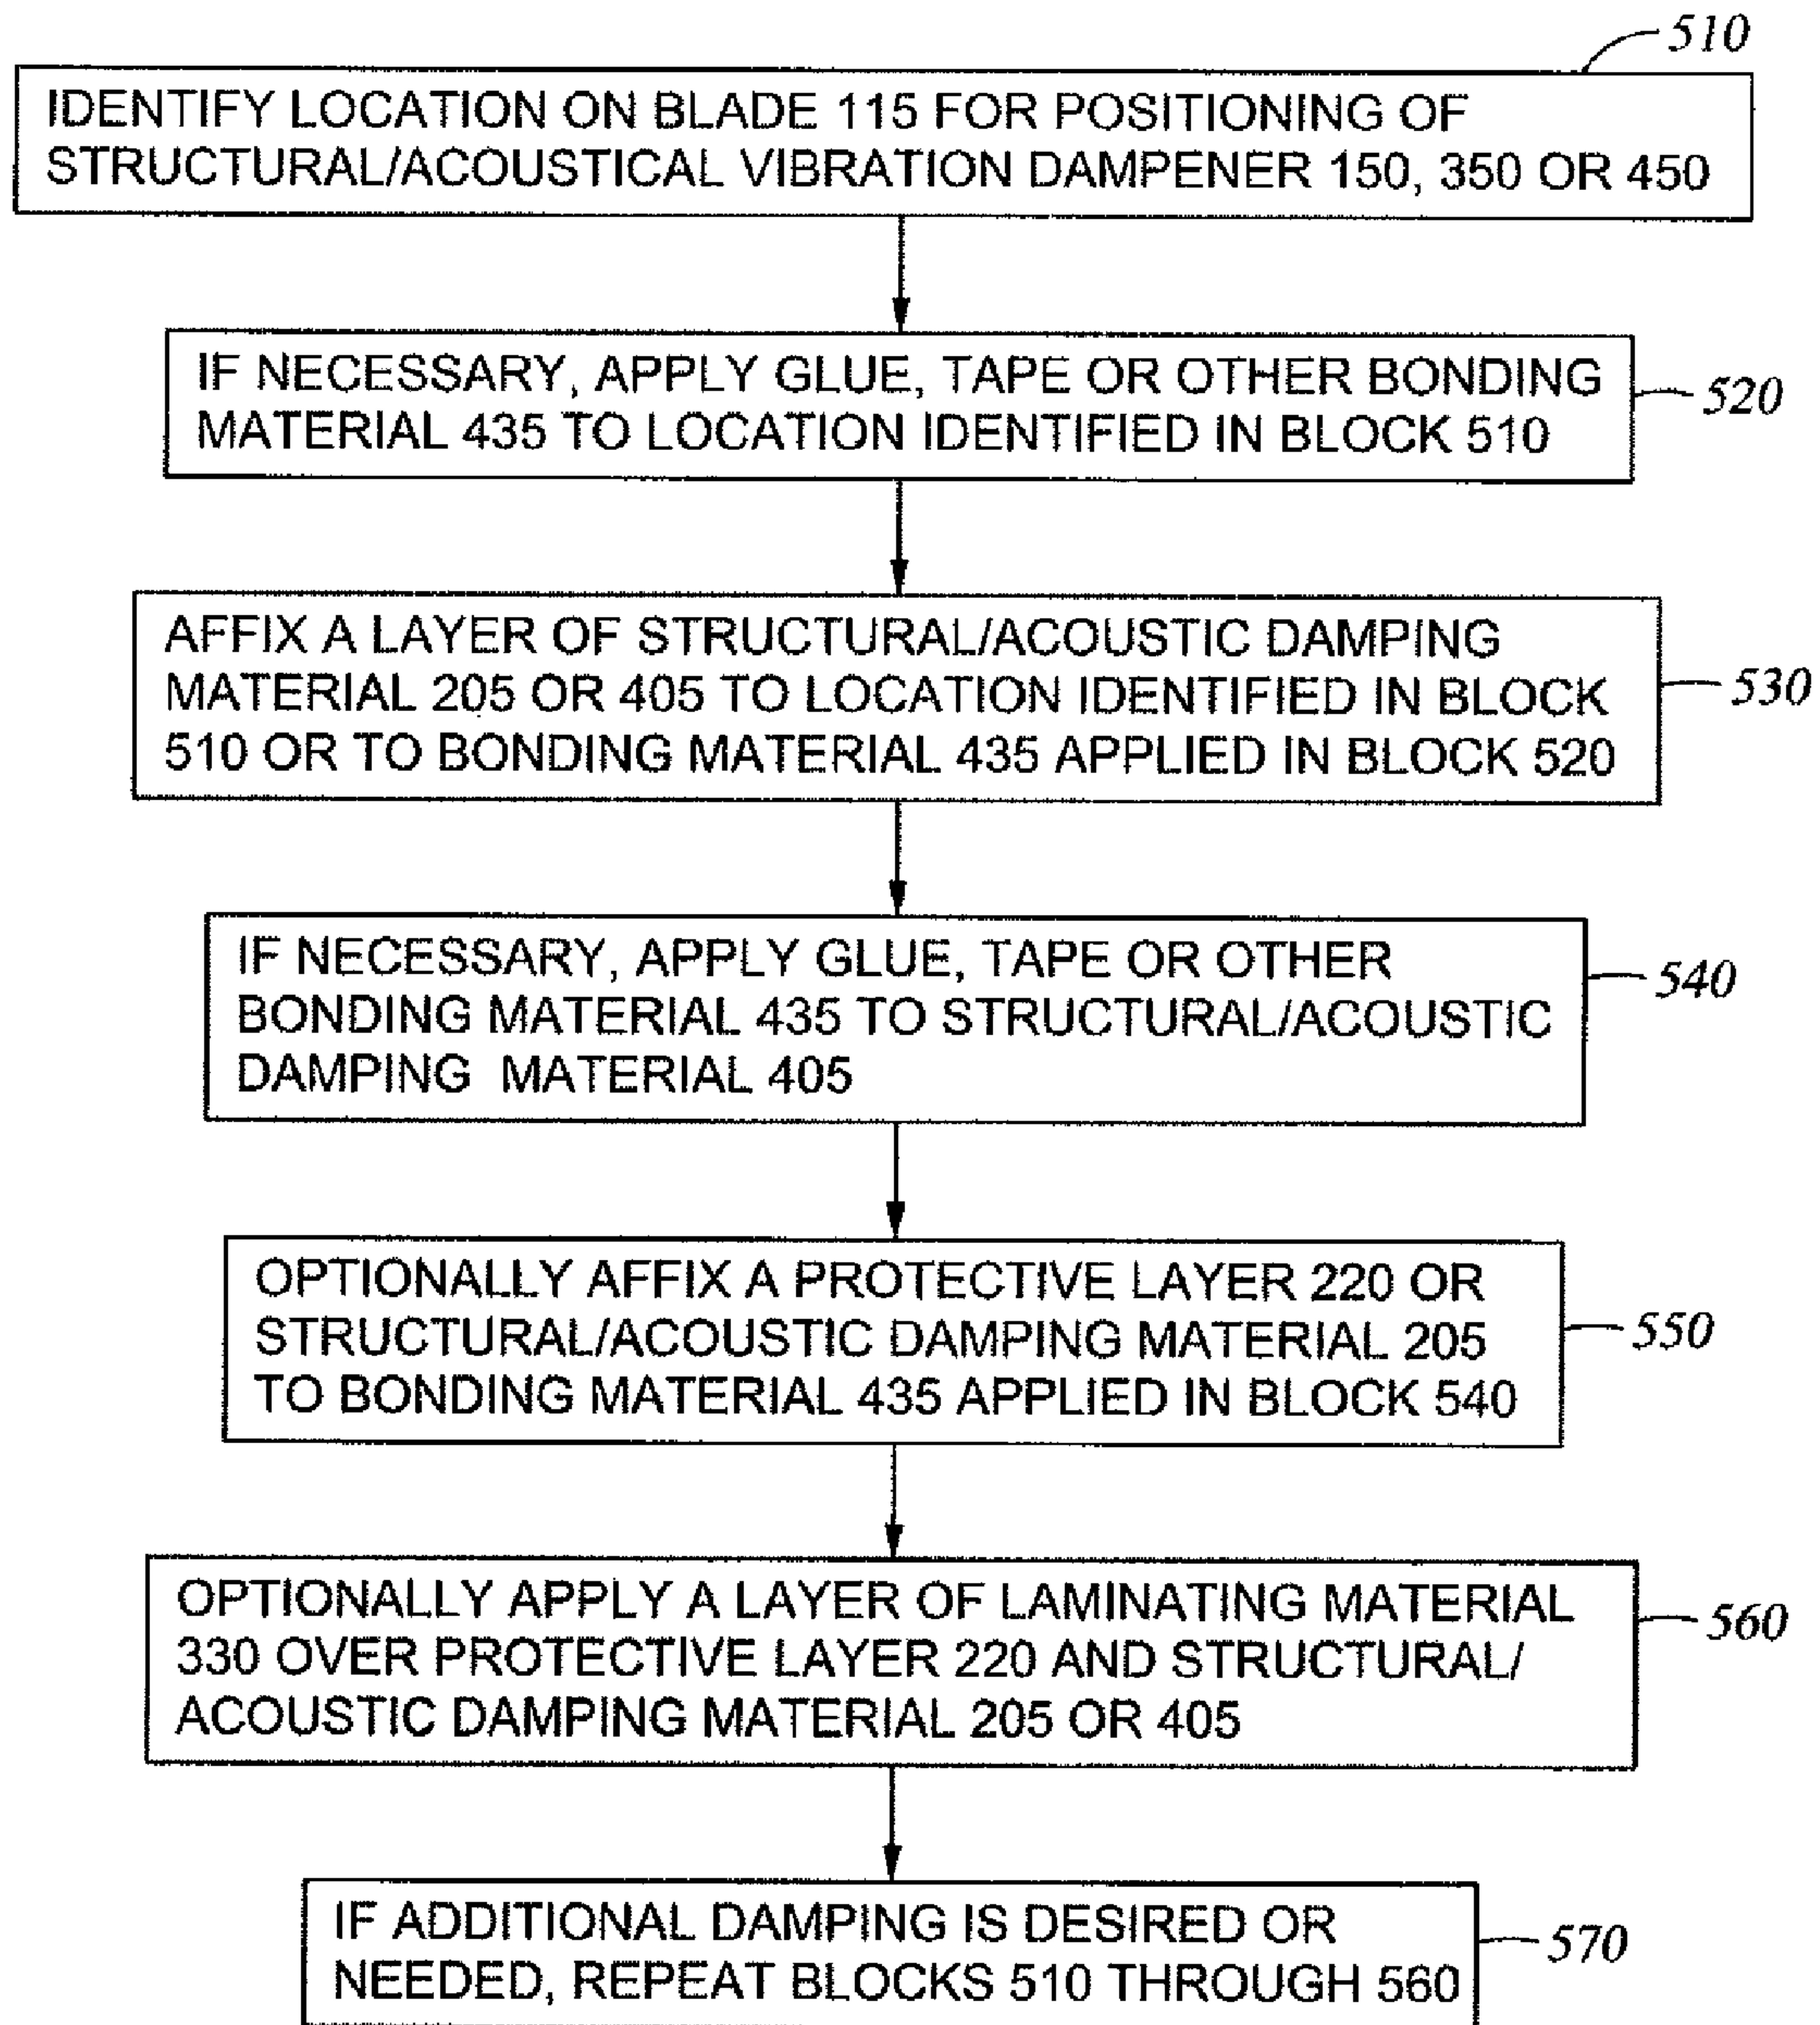 510
IDENTIFY LOCATION ON BLADE 115 FOR POSITIONING OF
STRUCTURAL/ACOUSTICAL VIBRATION DAMPENER 150, 350 OR 450
IF NECESSARY, APPLY GLUE, TAPE OR OTHER BONDING
MATERIAL 435 TO LOCATION IDENTIFIED IN BLOCK 510
520
AFFIX A LAYER OF STRUCTURAL/ACOUSTIC DAMPING
MATERIAL 205 OR 405 TO LOCATION IDENTIFIED IN BLOCK
510 OR TO BONDING MATERIAL 435 APPLIED IN BLOCK 520
530
IF NECESSARY, APPLY GLUE, TAPE OR OTHER
BONDING MATERIAL 435 TO STRUCTURAL/ACOUSTIC
DAMPING MATERIAL 405
540
OPTIONALLY AFFIX A PROTECTIVE LAYER 220 OR
STRUCTURAL/ACOUSTIC DAMPING MATERIAL 205
TO BONDING MATERIAL 435 APPLIED IN BLOCK 540
550
OPTIONALLY APPLY A LAYER OF LAMINATING MATERIAL
330 OVER PROTECTIVE LAYER 220 AND STRUCTURAL/
ACOUSTIC DAMPING MATERIAL 205 OR 405
560
IF ADDITIONAL DAMPING IS DESIRED OR
NEEDED, REPEAT BLOCKS 510 THROUGH 560
570